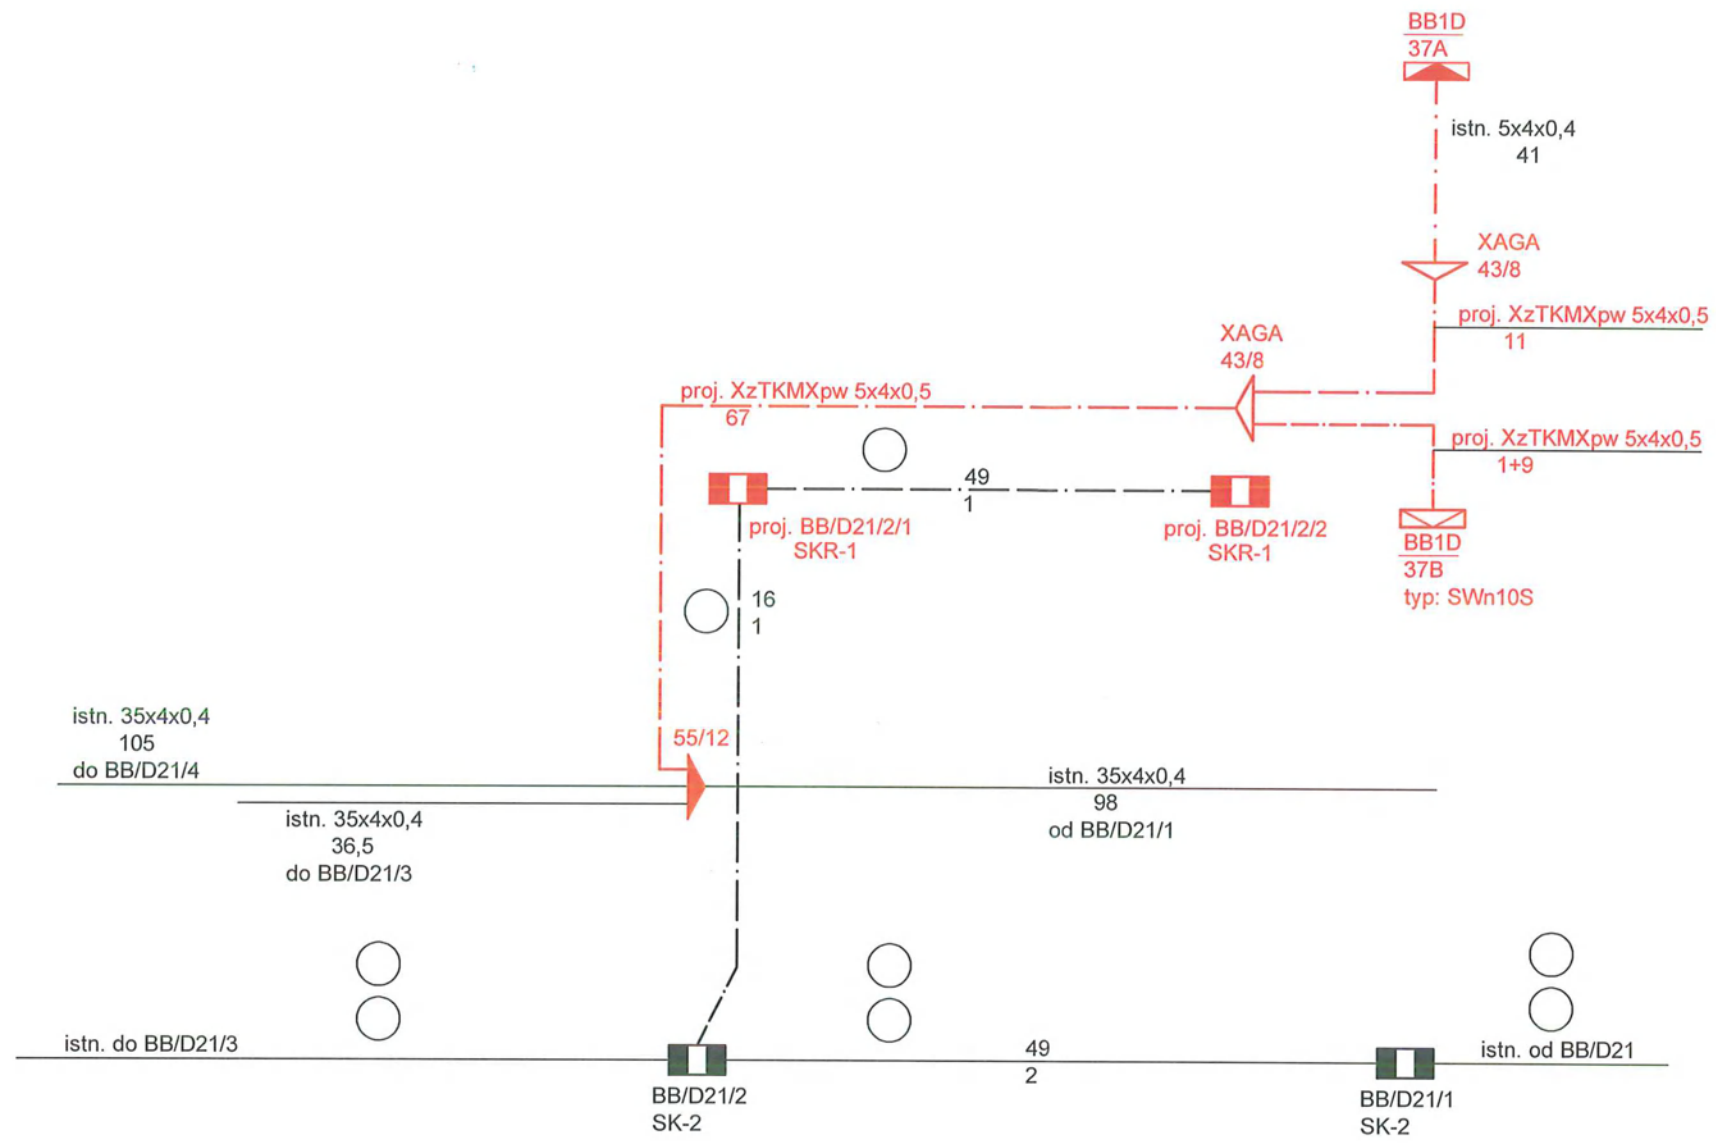 BB1D
37A
istn. 5x4x0,4
41
XAGA
43/8
proj. XzTKMXpw 5x4x0,5
11
XAGA
43/8
proj. XzTKMXpw 5x4x0,5
67
proj. XzTKMXpw 5x4x0,5
1+9
49
1
proj. BB/D21/2/1
SKR-1
proj. BB/D21/2/2
SKR-1
BB1D
37B
typ: SWn10S
16
1
istn. 35x4x0,4
105
do BB/D21/4
55/12
istn. 35x4x0,4
98
od BB/D21/1
istn. 35x4x0,4
36,5
do BB/D21/3
istn. do BB/D21/3
49
2
istn. od BB/D21
BB/D21/2
SK-2
BB/D21/1
SK-2